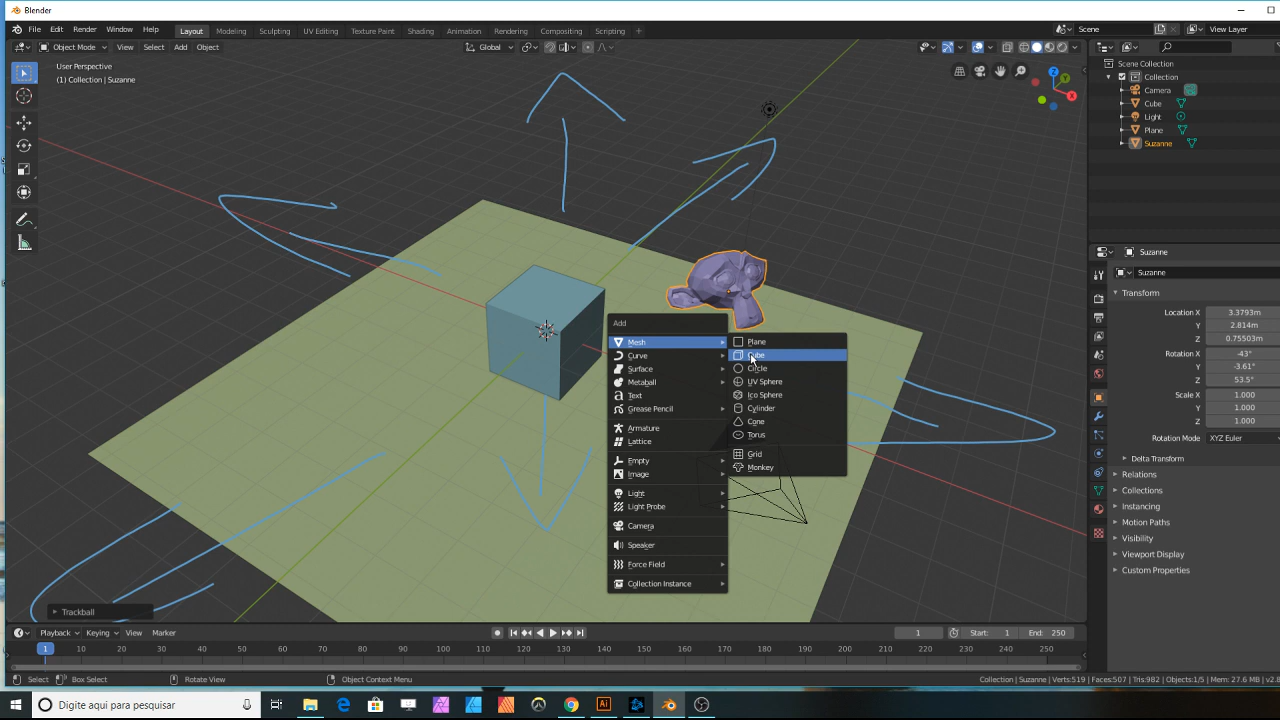 Blender
File Edit Render Window Help Layout Modeling Sculpting UV Editing Texture Paint Shading Animation Rendering Compositing Scripting + Scene View Layer
Object Mode View Select Add Object Global
User Perspective
(1) Collection | Suzanne
Scene Collection
Collection
Camera
Cube
Light
Plane
Suzanne
Suzanne
Suzanne
Transform
Location X 3.3793m
Y 2.814m
Z 0.75503m
Rotation X -43°
Y -3.61°
Z 53.5°
Scale X 1.000
Y 1.000
Z 1.000
Rotation Mode XYZ Euler
Delta Transform
Relations
Collections
Instancing
Motion Paths
Visibility
Viewport Display
Custom Properties
Add
Mesh
Curve
Surface
Metaball
Text
Grease Pencil
Armature
Lattice
Empty
Image
Light
Light Probe
Camera
Speaker
Force Field
Collection Instance
Plane
Cube
Circle
UV Sphere
Ico Sphere
Cylinder
Cone
Torus
Grid
Monkey
Trackball
Playback Keying View Marker 1 Start: 1 End: 250
1 10 20 30 40 50 60 70 80 90 100 110 120 130 140 150 160 170 180 190 200 210 220 230 240 250
Select Box Select Rotate View Object Context Menu Collection | Suzanne | Verts:519 | Faces:507 | Tris:982 | Objects:1/5 | Mem: 27.6 MB | v2.8
Digite aqui para pesquisar
Ai